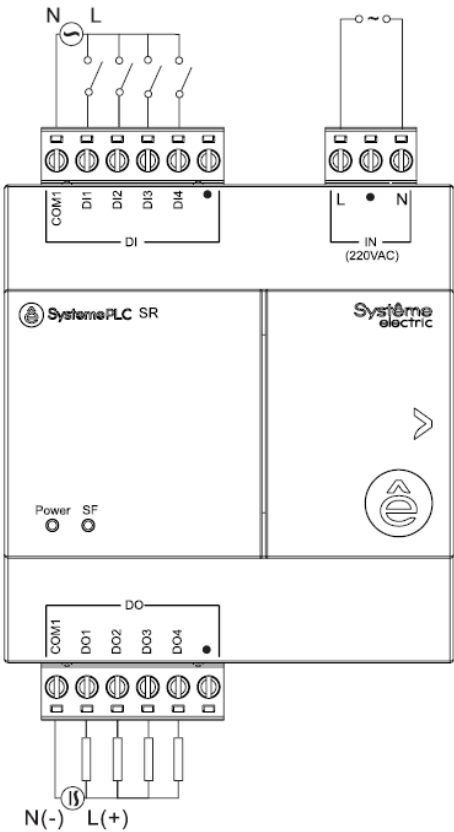 N L
COM1 DI1 DI2 DI3 DI4
DI
L N
IN
(220VAC)
SystemePLC SR
Système
electric
Power SF
DO
COM1 DO1 DO2 DO3 DO4
N(-) L(+)